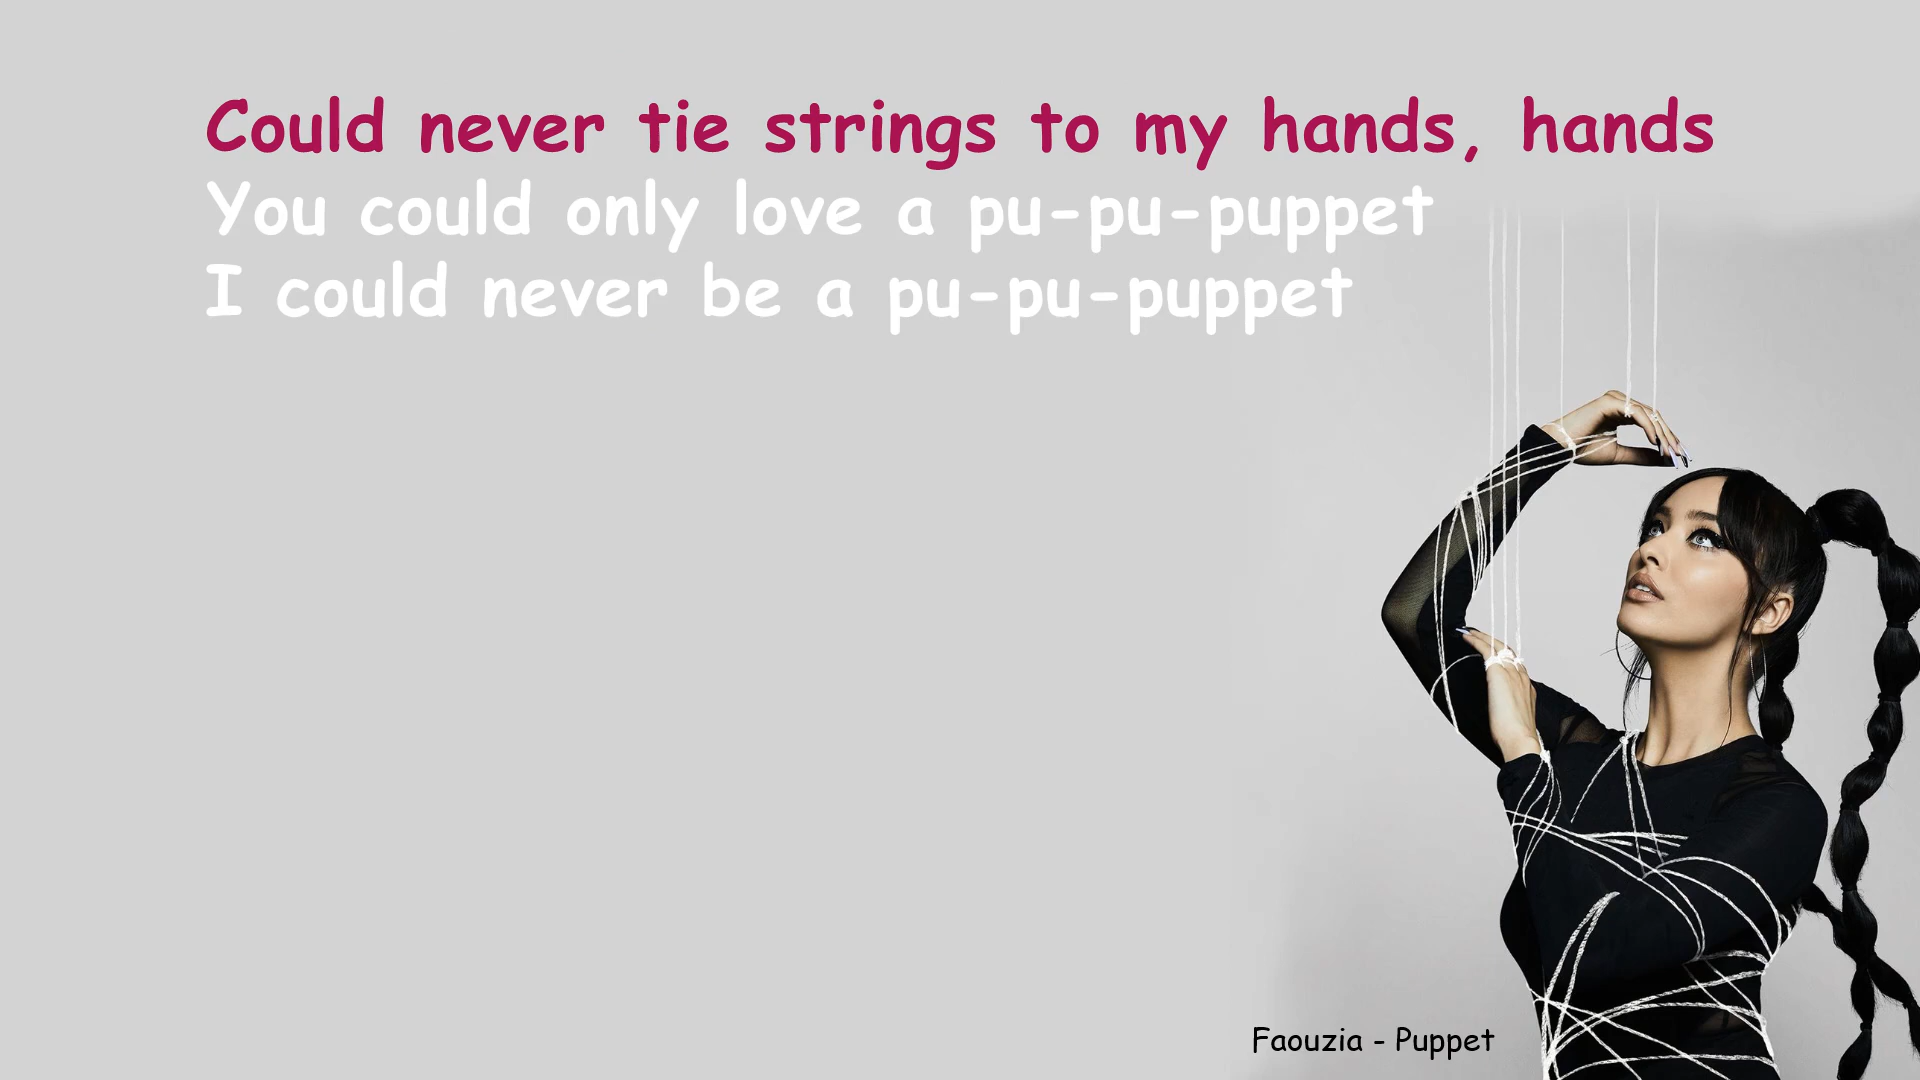 Could never tie strings to my hands, hands
You could only love a pu-pu-puppet
I could never be a pu-pu-puppet
Faouzia - Puppet